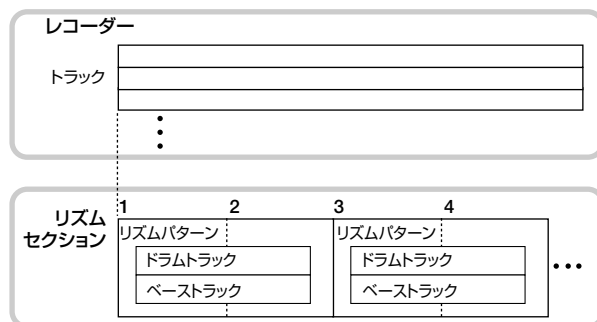 レコーダー
トラック
リズム
セクション
1 2 3 4
リズムパターン リズムパターン
ドラムトラック ドラムトラック
ベーストラック ベーストラック